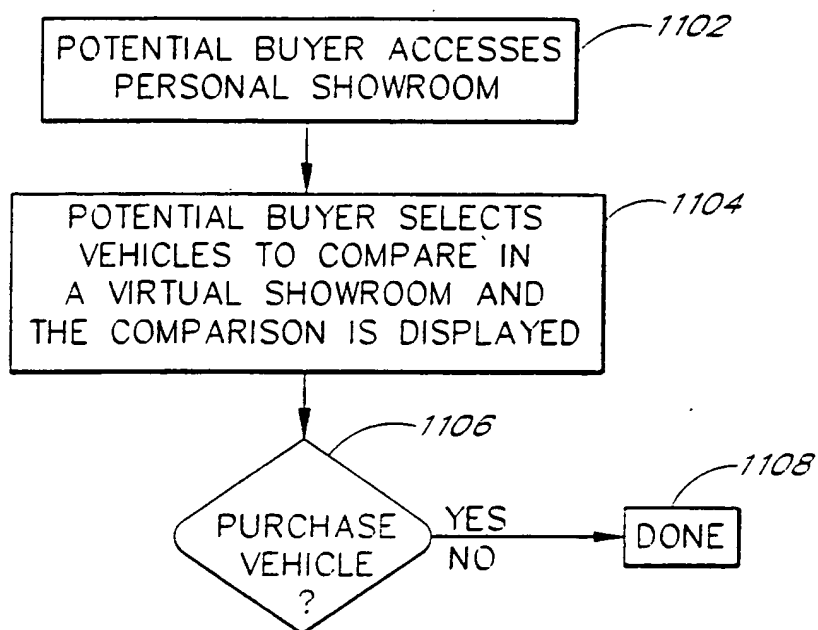 1102
POTENTIAL BUYER ACCESSES
PERSONAL SHOWROOM
1104
POTENTIAL BUYER SELECTS
VEHICLES TO COMPARE IN
A VIRTUAL SHOWROOM AND
THE COMPARISON IS DISPLAYED
1106
PURCHASE
VEHICLE
?
YES
NO
1108
DONE